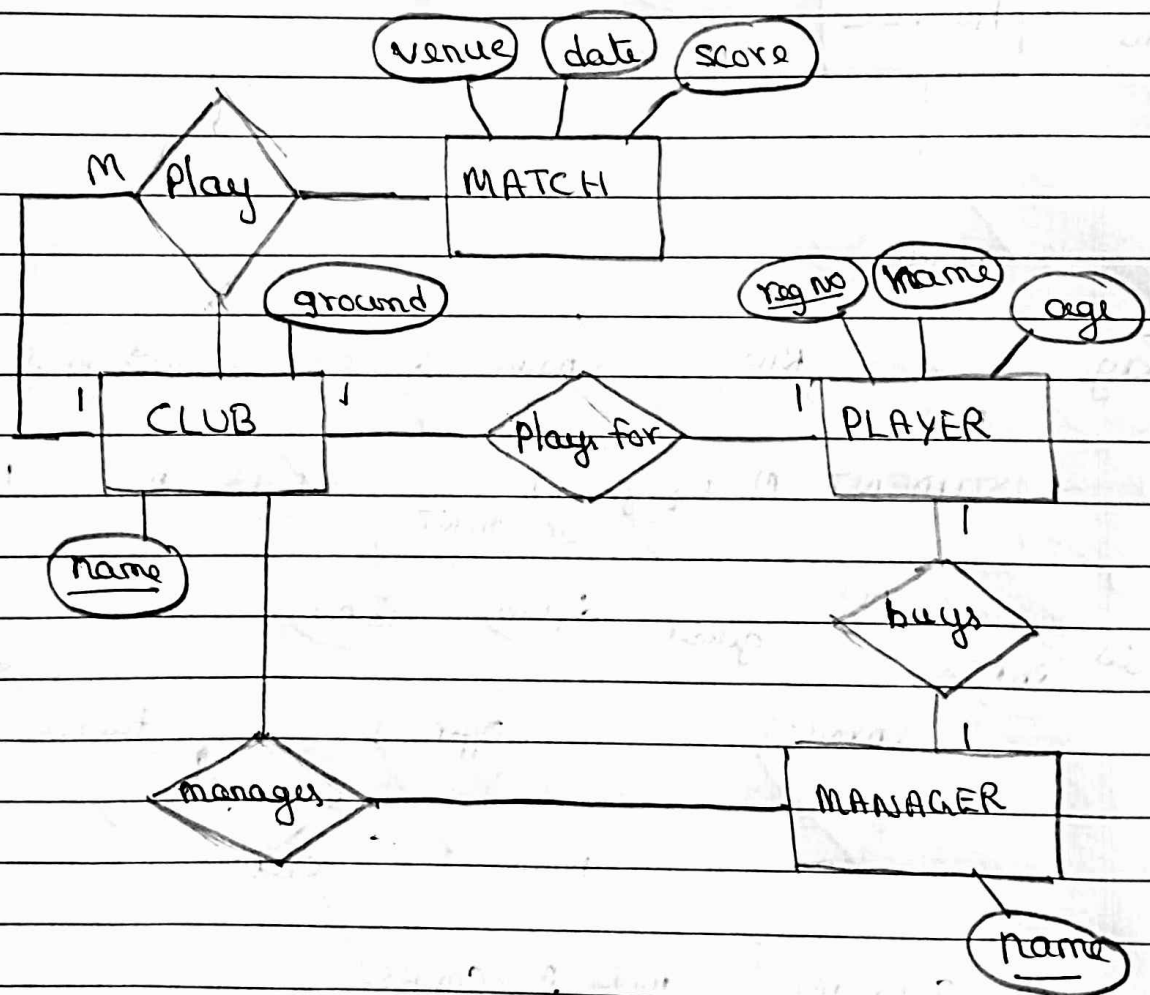 venue date score
M Play MATCH
ground
reg no name age
1 CLUB 1 Plays for 1 PLAYER
1
name
buys
1
manages MANAGER
name